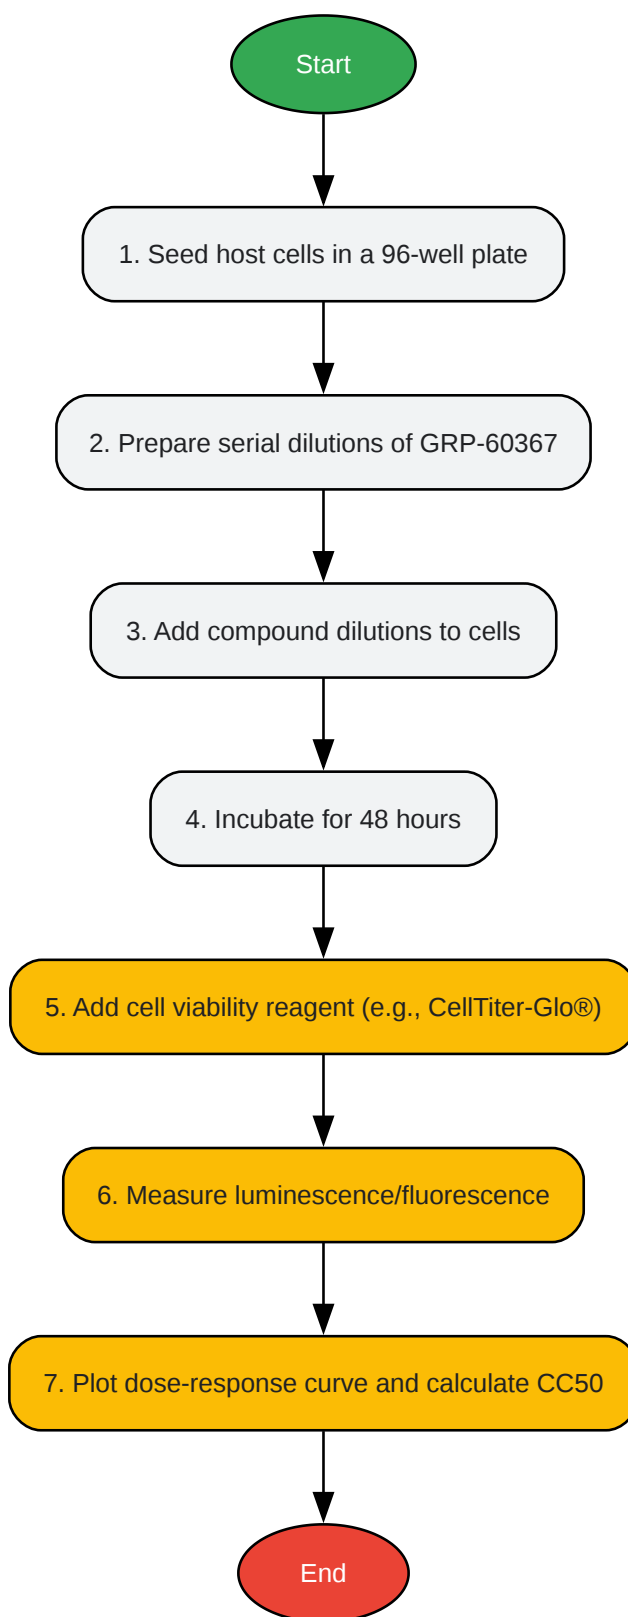 Start
1. Seed host cells in a 96-well plate
2. Prepare serial dilutions of GRP-60367
3. Add compound dilutions to cells
4. Incubate for 48 hours
5. Add cell viability reagent (e.g., CellTiter-Glo®)
6. Measure luminescence/fluorescence
7. Plot dose-response curve and calculate CC50
End